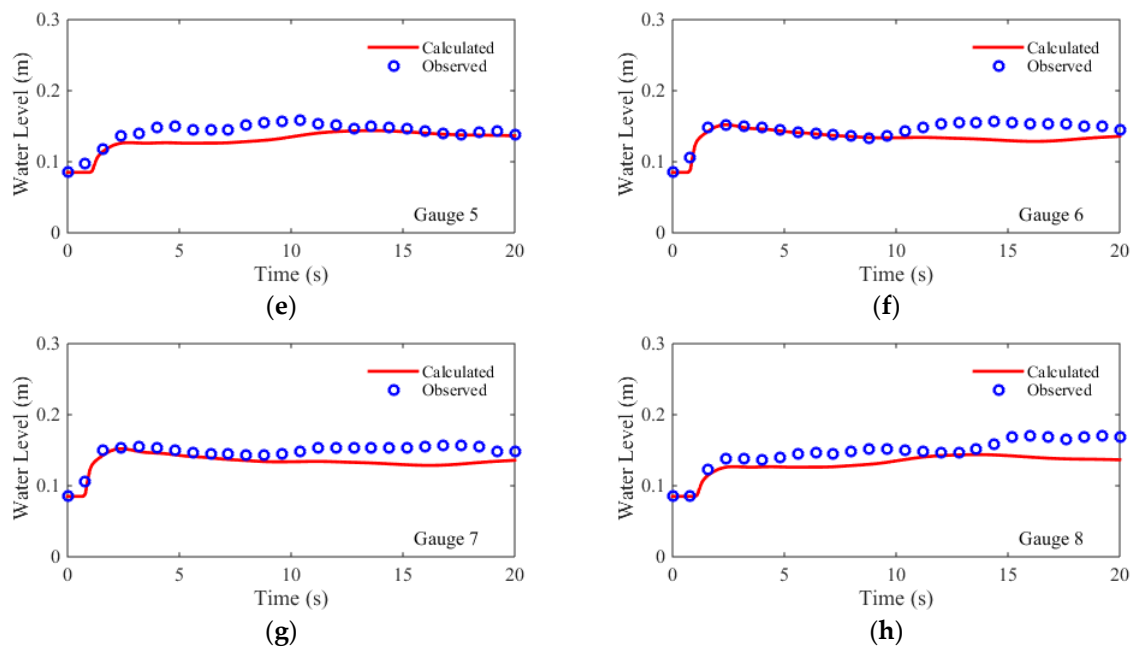 0.3
0.2
0.1
0
Water Level (m)
Calculated
Observed
Gauge 5
0 5 10 15 20
Time (s)
(e)
0.3
0.2
0.1
0
Water Level (m)
Calculated
Observed
Gauge 6
0 5 10 15 20
Time (s)
(f)
0.3
0.2
0.1
0
Water Level (m)
Calculated
Observed
Gauge 7
0 5 10 15 20
Time (s)
(g)
0.3
0.2
0.1
0
Water Level (m)
Calculated
Observed
Gauge 8
0 5 10 15 20
Time (s)
(h)